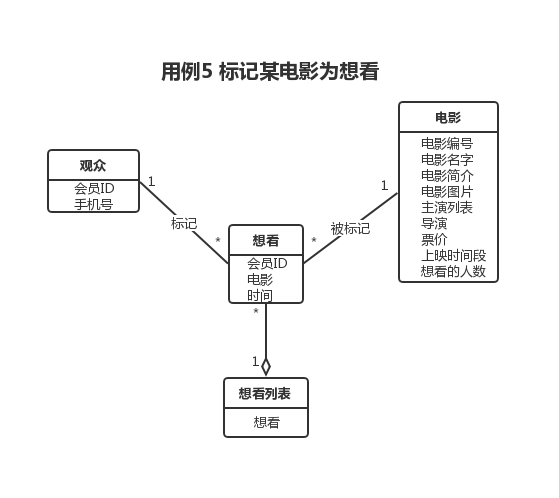 用例5 标记某电影为想看
观众
会员ID
手机号
1
标记
*
想看
会员ID
电影
时间
*
被标记
1
电影
电影编号
电影名字
电影简介
电影图片
主演列表
导演
票价
上映时间段
想看的人数
*
1
想看列表
想看